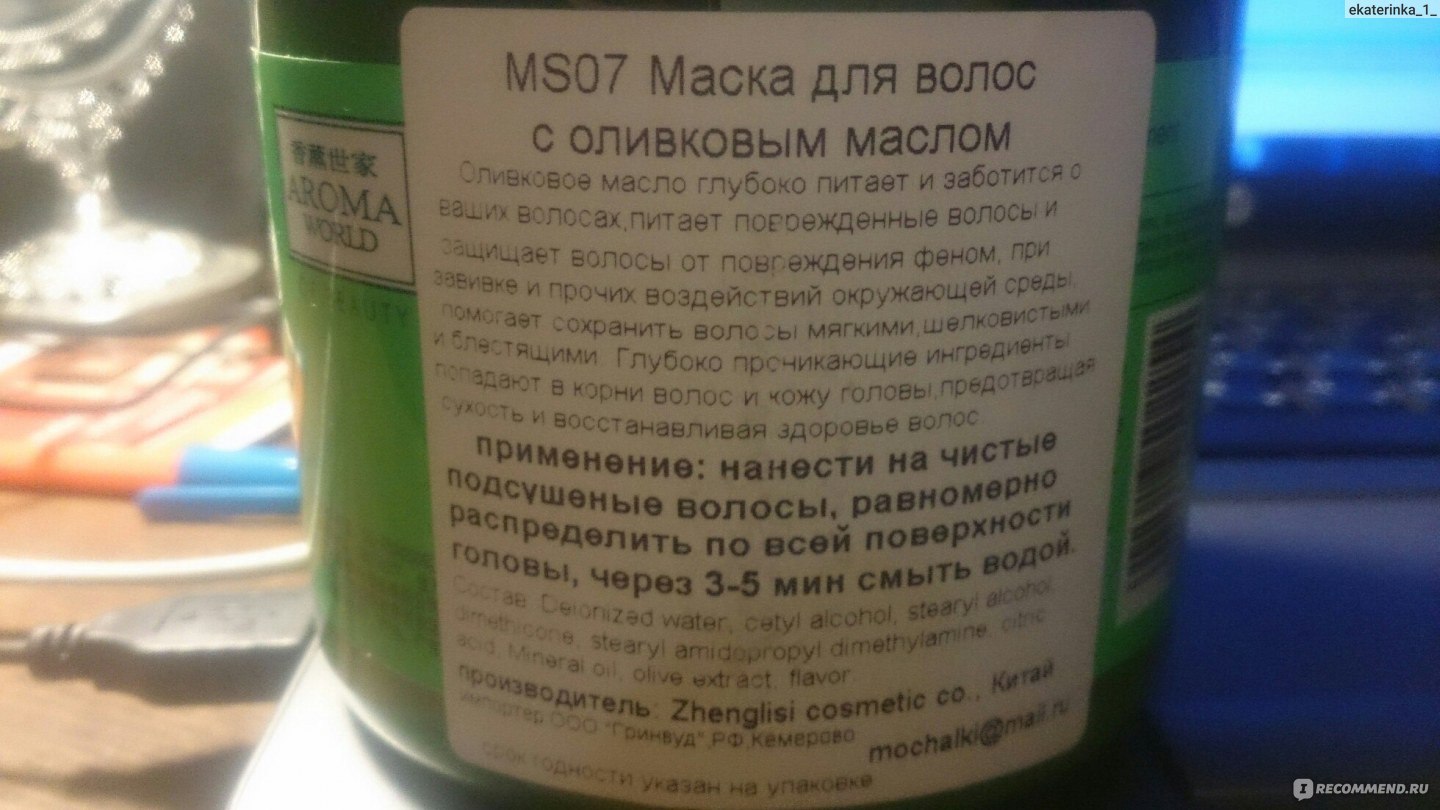 ekaterinka_1_
MS07 Маска для волос
с оливковым маслом
Оливковое масло глубоко питает и заботится о
ваших волосах,питает поврежденные волосы и
защищает волосы от повреждения феном, при
завивке и прочих воздействий окружающей среды,
помогает сохранить волосы мягкими,шелковистыми
и блестящими. Глубоко проникающие ингредиенты
попадают в корни волос и кожу головы,предотвращая
сухость и восстанавливая здоровье волос.
применение: нанести на чистые
подсушеные волосы, равномерно
распределить по всей поверхности
головы, через 3-5 мин смыть водой.
Состав: Deionized water, cetyl alcohol, stearyl alcohol,
dimethicone, stearyl amidopropyl dimethylamine, citric
acid, Mineral oil, olive extract, flavor.
производитель: Zhenglisi cosmetic co., Китай
импортер ООО "Гринвуд",РФ,Кемерово
mochalki@mail.ru
срок годности указан на упаковке
香薰世家
AROMA
WORLD
BEAUTY
IRECOMMEND.RU